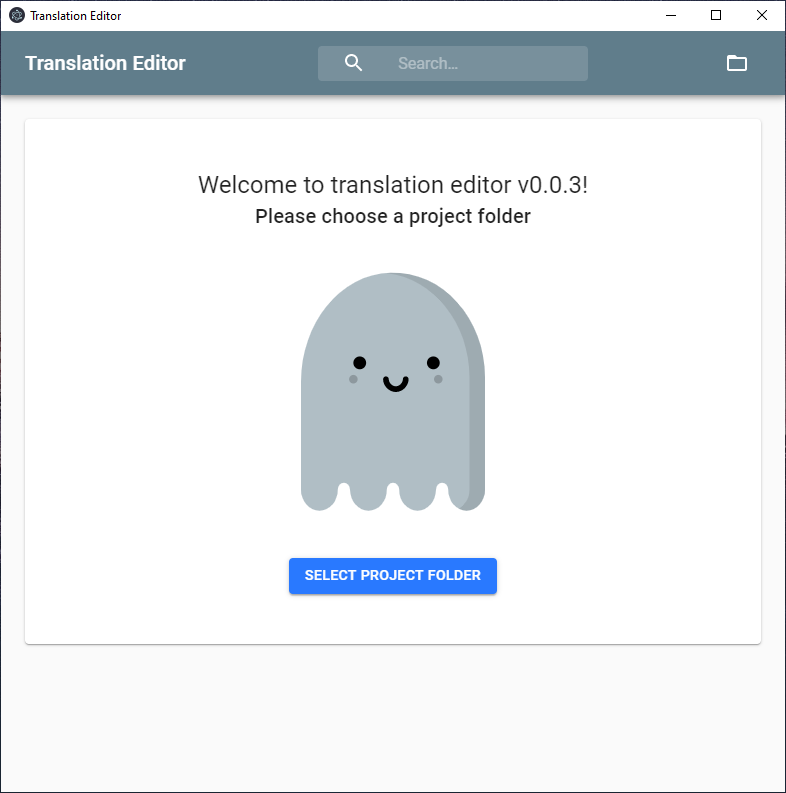 Translation Editor
Translation Editor
Search...
Welcome to translation editor v0.0.3!
Please choose a project folder
SELECT PROJECT FOLDER